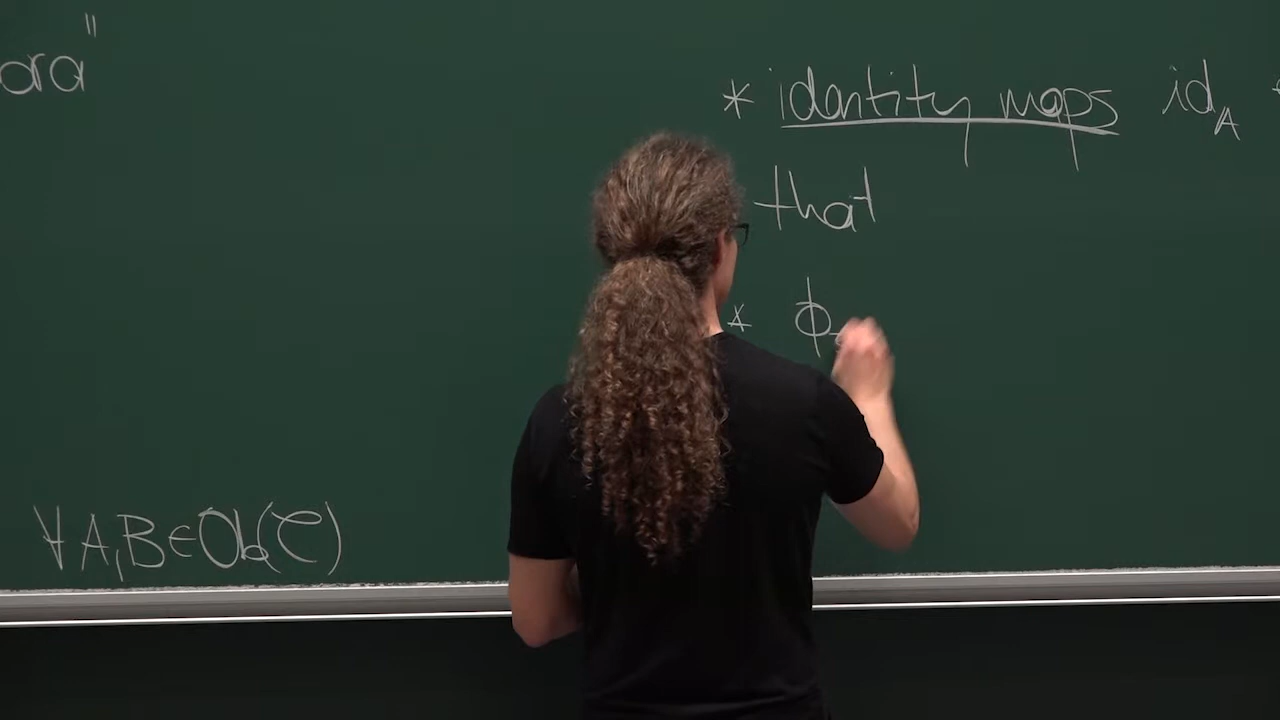 ora"
∀ A,B∈Ob(C)
* identity maps id_A
that
* ϕ